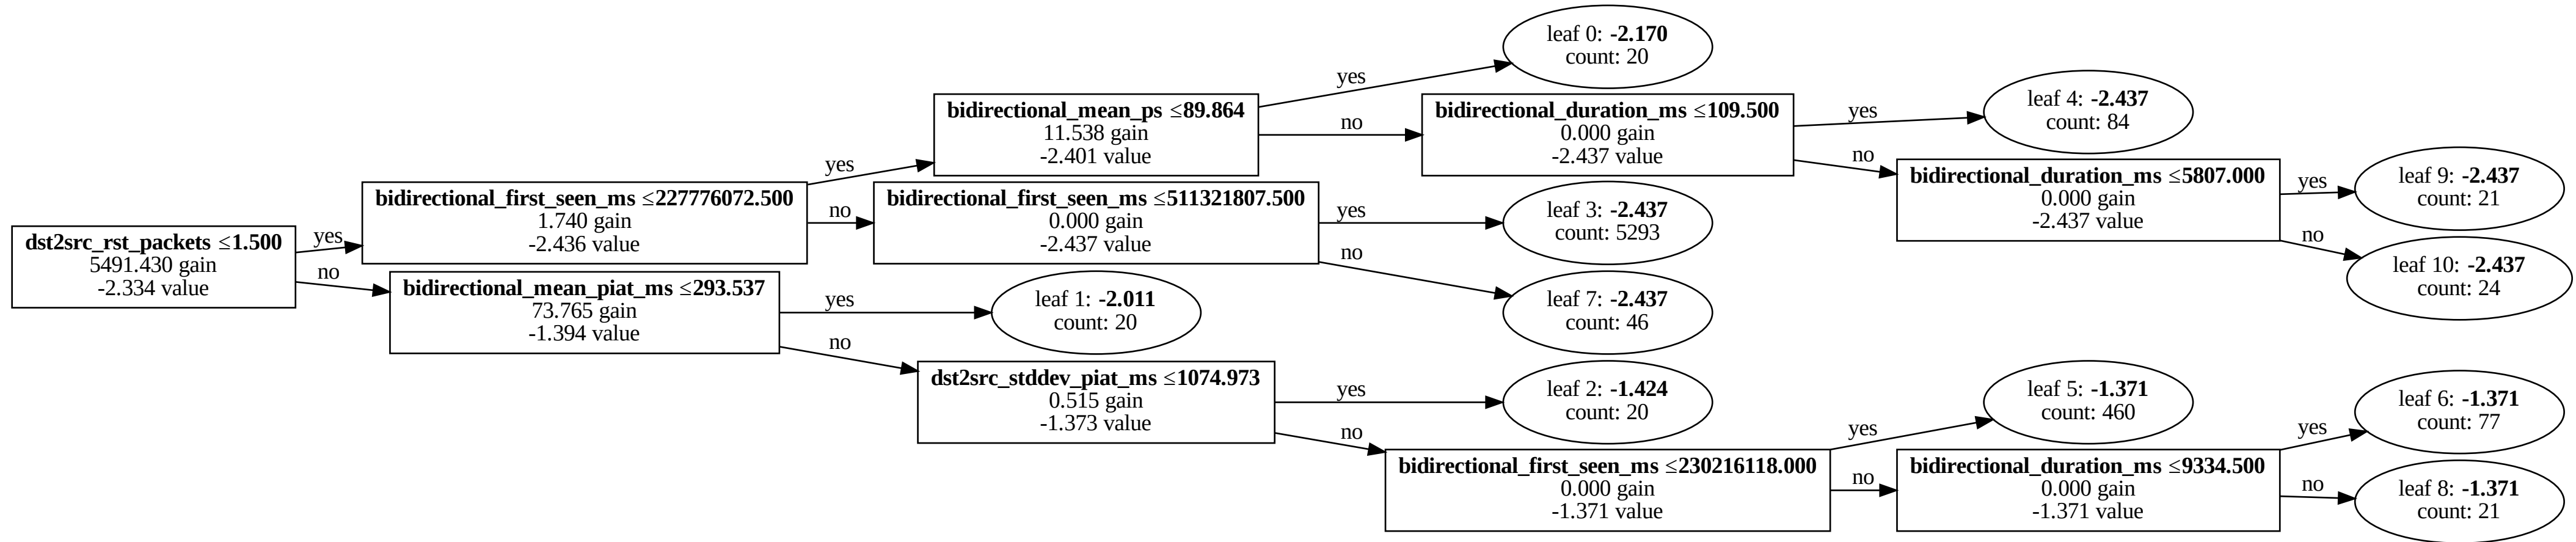 dst2src_rst_packets ≤1.500
5491.430 gain
-2.334 value
yes
no
bidirectional_first_seen_ms ≤227776072.500
1.740 gain
-2.436 value
yes
no
bidirectional_mean_piat_ms ≤293.537
73.765 gain
-1.394 value
yes
no
bidirectional_mean_ps ≤89.864
11.538 gain
-2.401 value
yes
no
bidirectional_first_seen_ms ≤511321807.500
0.000 gain
-2.437 value
yes
no
leaf 1: -2.011
count: 20
dst2src_stddev_piat_ms ≤1074.973
0.515 gain
-1.373 value
yes
no
leaf 0: -2.170
count: 20
bidirectional_duration_ms ≤109.500
0.000 gain
-2.437 value
yes
no
leaf 3: -2.437
count: 5293
leaf 7: -2.437
count: 46
leaf 2: -1.424
count: 20
bidirectional_first_seen_ms ≤230216118.000
0.000 gain
-1.371 value
yes
no
leaf 4: -2.437
count: 84
bidirectional_duration_ms ≤5807.000
0.000 gain
-2.437 value
yes
no
leaf 5: -1.371
count: 460
bidirectional_duration_ms ≤9334.500
0.000 gain
-1.371 value
yes
no
leaf 9: -2.437
count: 21
leaf 10: -2.437
count: 24
leaf 6: -1.371
count: 77
leaf 8: -1.371
count: 21